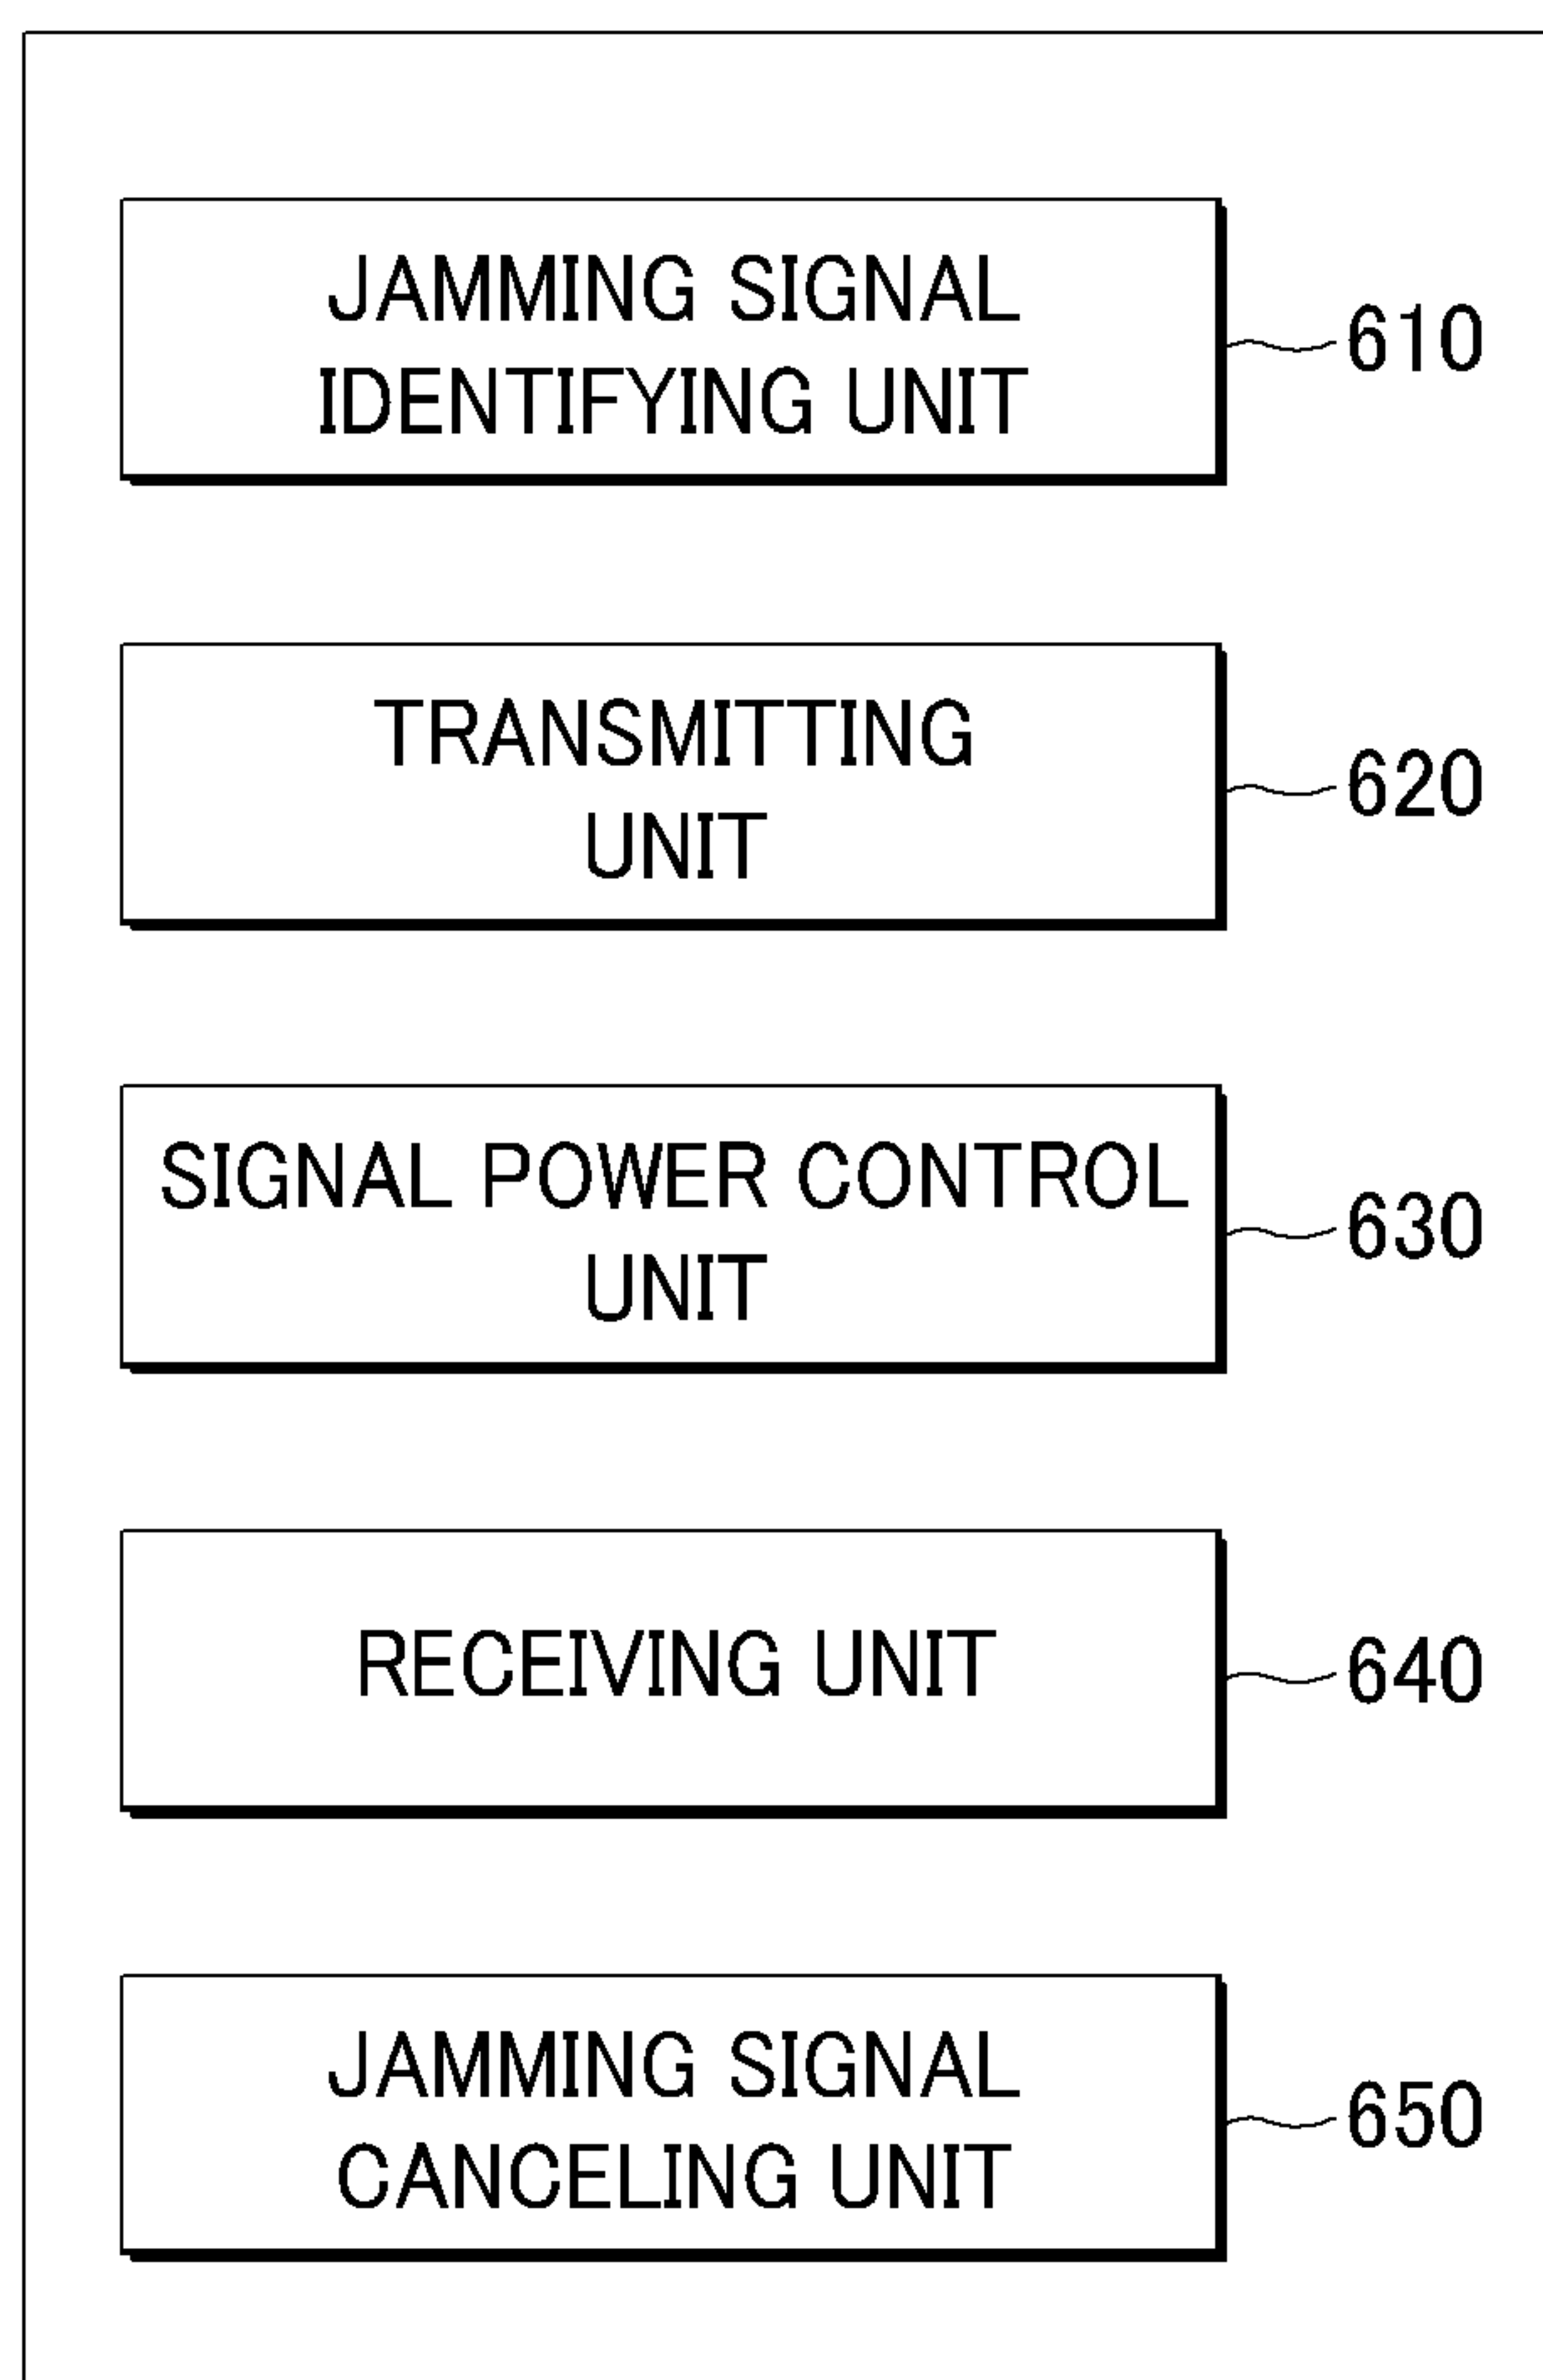 JAMMING SIGNAL
IDENTIFYING UNIT
610
TRANSMITTING
UNIT
620
SIGNAL POWER CONTROL
UNIT
630
RECEIVING UNIT
640
JAMMING SIGNAL
CANCELING UNIT
650